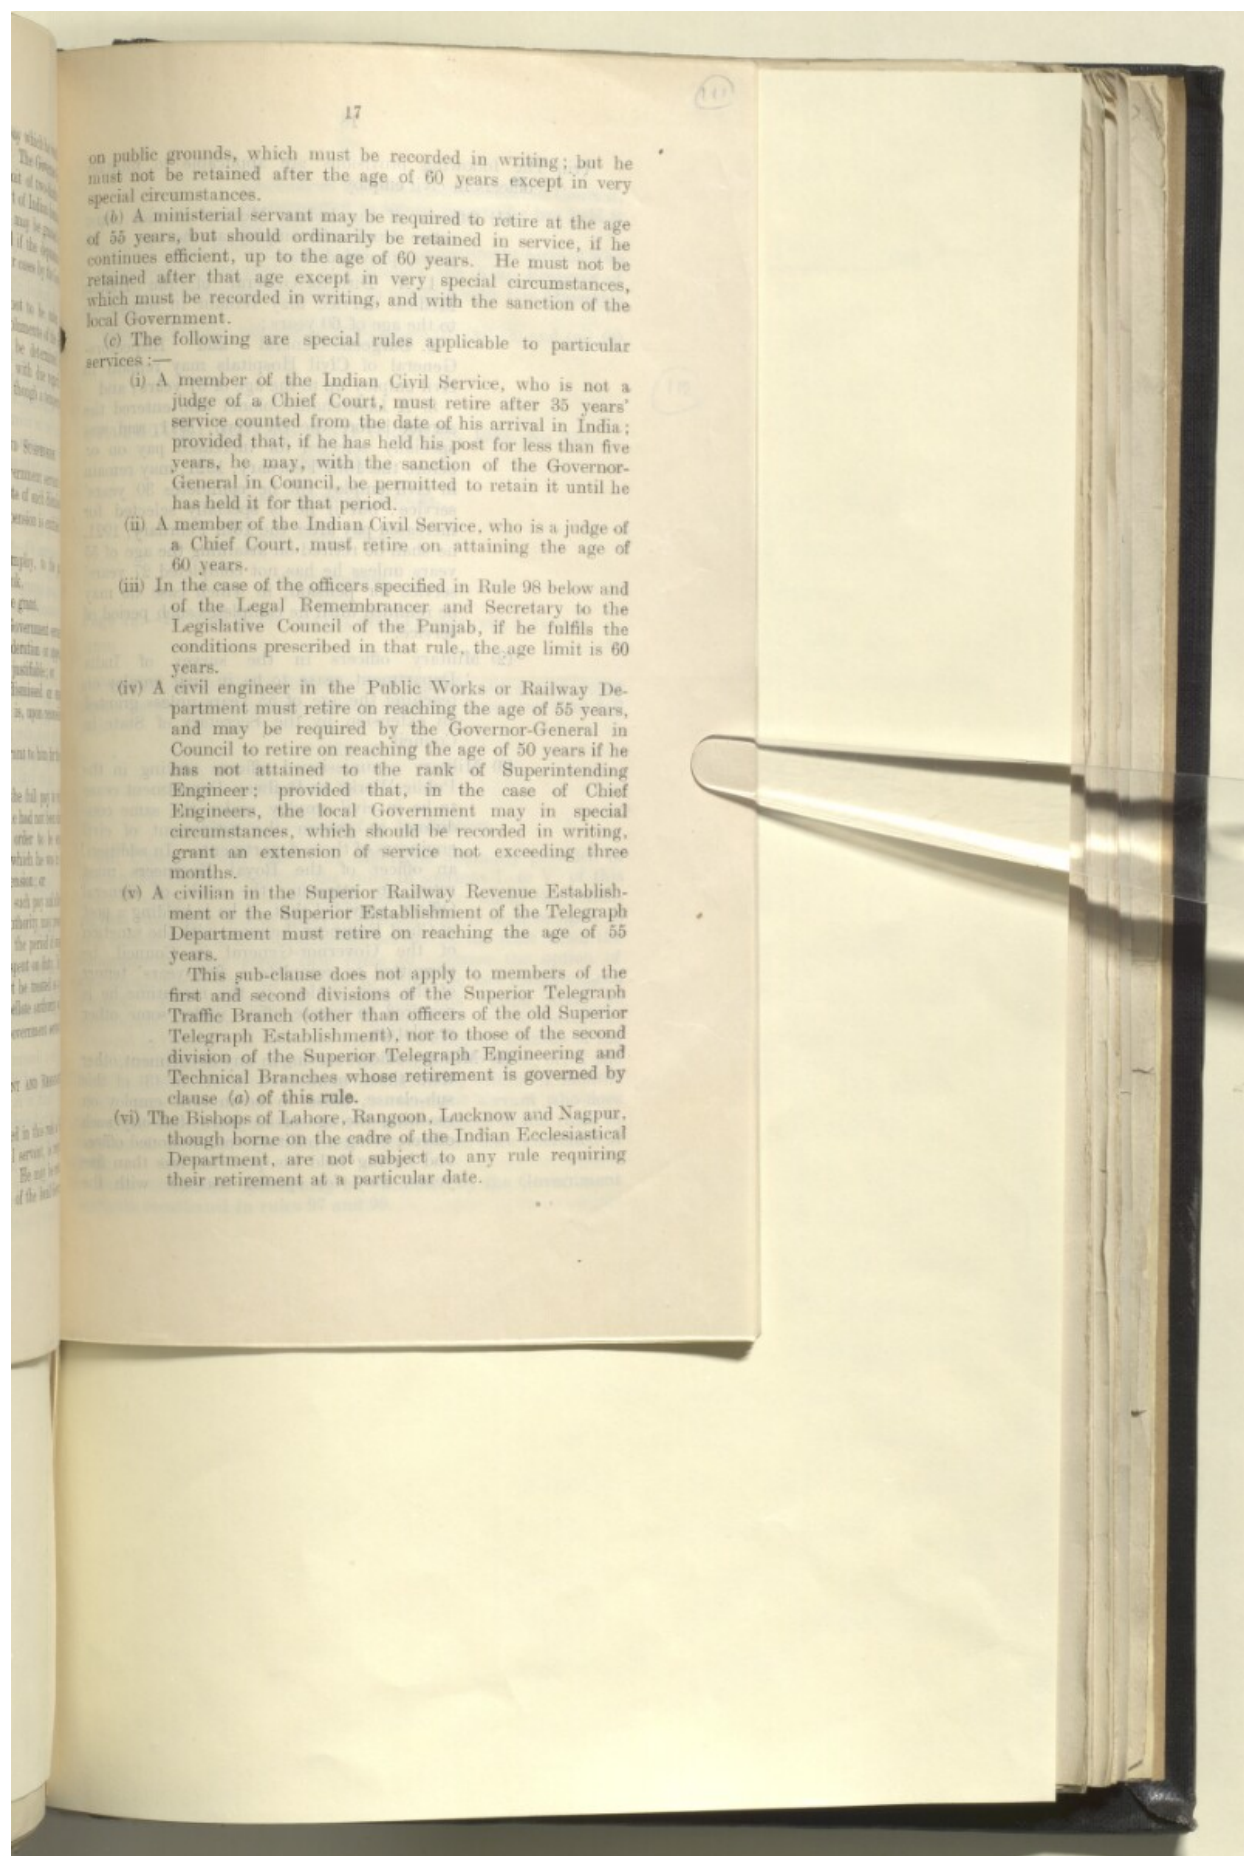 17
on public grounds, which must be recorded in writing; but he
must not be retained after the age of 60 years except in very
special circumstances.
(b) A ministerial servant may be required to retire at the age
of 55 years, but should ordinarily be retained in service, if he
continues efficient, up to the age of 60 years. He must not be
retained after that age except in very special circumstances,
which must be recorded in writing, and with the sanction of the
local Government.
(c) The following are special rules applicable to particular
services:—
(i) A member of the Indian Civil Service, who is not a
judge of a Chief Court, must retire after 35 years'
service counted from the date of his arrival in India;
provided that, if he has held his post for less than five
years, he may, with the sanction of the Governor-
General in Council, be permitted to retain it until he
has held it for that period.
(ii) A member of the Indian Civil Service, who is a judge of
a Chief Court, must retire on attaining the age of
60 years.
(iii) In the case of the officers specified in Rule 98 below and
of the Legal Remembrancer and Secretary to the
Legislative Council of the Punjab, if he fulfils the
conditions prescribed in that rule, the age limit is 60
years.
(iv) A civil engineer in the Public Works or Railway De-
partment must retire on reaching the age of 55 years,
and may be required by the Governor-General in
Council to retire on reaching the age of 50 years if he
has not attained to the rank of Superintending
Engineer; provided that, in the case of Chief
Engineers, the local Government may in special
circumstances, which should be recorded in writing,
grant an extension of service not exceeding three
months.
(v) A civilian in the Superior Railway Revenue Establish-
ment or the Superior Establishment of the Telegraph
Department must retire on reaching the age of 55
years.
This sub-clause does not apply to members of the
first and second divisions of the Superior Telegraph
Traffic Branch (other than officers of the old Superior
Telegraph Establishment), nor to those of the second
division of the Superior Telegraph Engineering and
Technical Branches whose retirement is governed by
clause (a) of this rule.
(vi) The Bishops of Lahore, Rangoon, Lucknow and Nagpur,
though borne on the cadre of the Indian Ecclesiastical
Department, are not subject to any rule requiring
their retirement at a particular date.